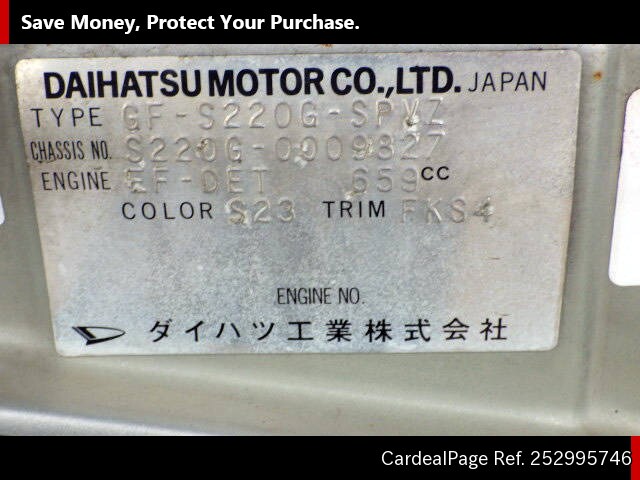 Save Money, Protect Your Purchase.
DAIHATSU MOTOR CO.,LTD. JAPAN
TYPE GF-S220G-SPVZ
CHASSIS NO. S220G-0009827
ENGINE EF-DET 659CC
COLOR S23 TRIM FKS4
ENGINE NO.
ダイハツ工業株式会社
CardealPage Ref. 252995746